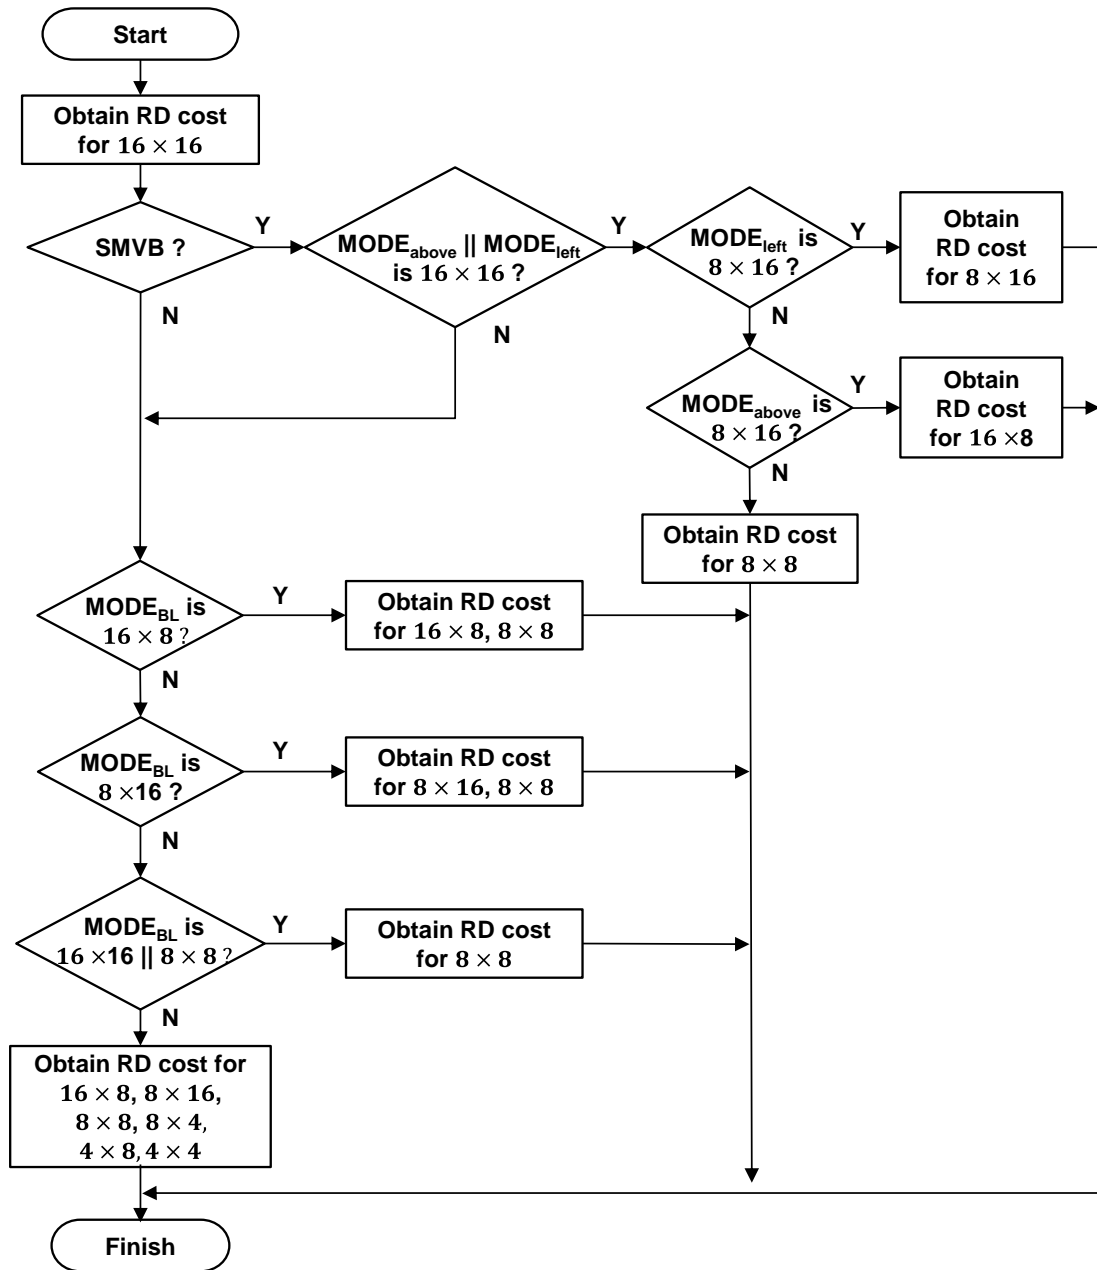 Start
Obtain RD cost
for 16 × 16
SMVB ?
Y
N
MODEabove || MODEleft
is 16 × 16 ?
Y
N
MODEleft is
8 × 16 ?
Y
N
Obtain
RD cost
for 8 × 16
MODEabove is
8 × 16 ?
Y
N
Obtain
RD cost
for 16 ×8
Obtain RD cost
for 8 × 8
MODEBL is
16 × 8 ?
Y
N
Obtain RD cost
for 16 × 8, 8 × 8
MODEBL is
8 ×16 ?
Y
N
Obtain RD cost
for 8 × 16, 8 × 8
MODEBL is
16 ×16 || 8 × 8 ?
Y
N
Obtain RD cost
for 8 × 8
Obtain RD cost for
16 × 8, 8 × 16,
8 × 8, 8 × 4,
4 × 8, 4 × 4
Finish